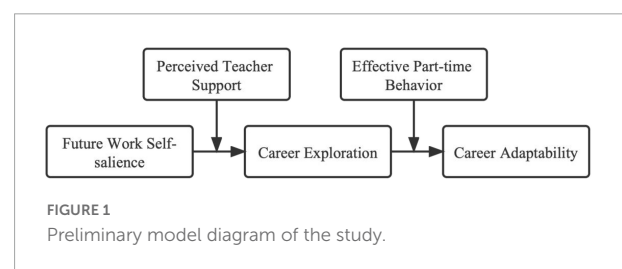 Perceived Teacher
Support
Effective Part-time
Behavior
Future Work Self-
salience
Career Exploration
Career Adaptability
FIGURE 1
Preliminary model diagram of the study.